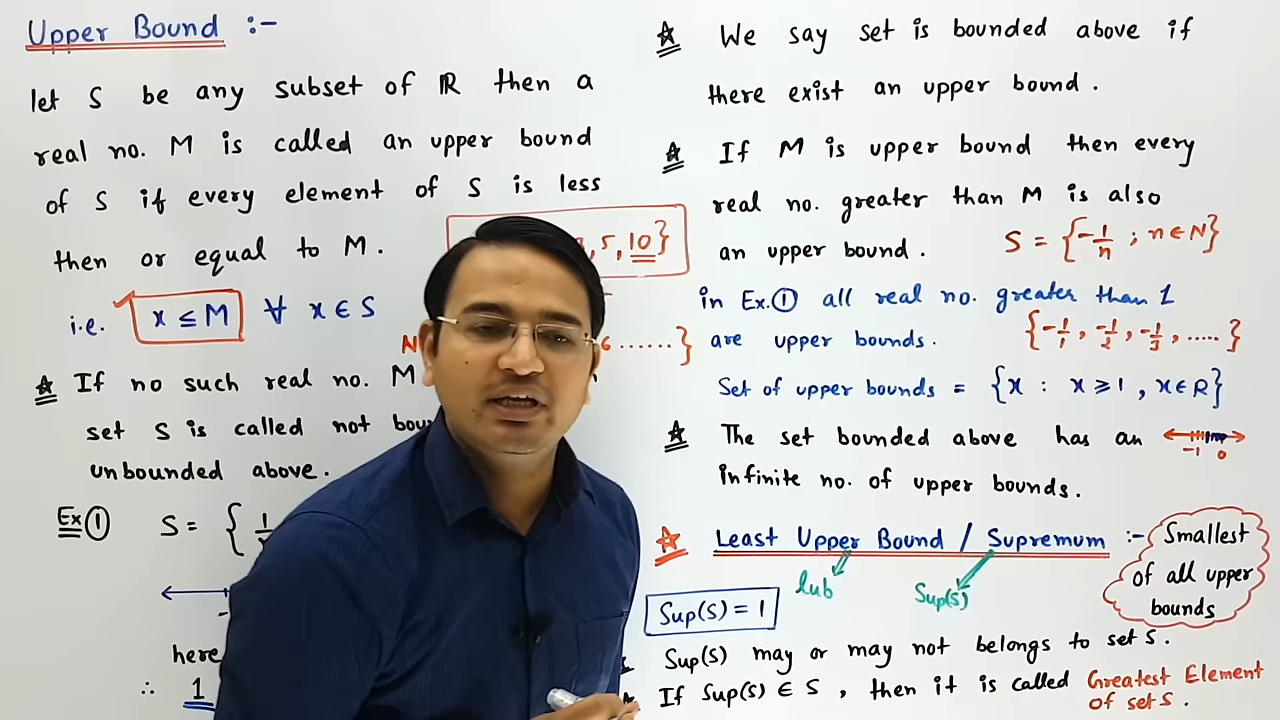 Upper Bound :-
let S be any subset of ℝ then a
real no. M is called an upper bound
of S if every element of S is less
then or equal to M.
,5,10}
i.e. x ≤ M ∀ x ∈ S
N 6 ......}
☆ If no such real no. M
set S is called not
unbounded above.
Ex ① S = {
here
∴ 1
☆ We say set is bounded above if
there exist an upper bound.
☆ If M is upper bound then every
real no. greater than M is also
an upper bound.
S = {-1/n ; n ∈ N}
in Ex.① all real no. greater than 1
are upper bounds.
{-1/1, -1/2, -1/3, .....}
Set of upper bounds = {x : x ≥ 1, x ∈ R}
☆ The set bounded above has an
-1 0
infinite no. of upper bounds.
☆ Least Upper Bound / Supremum :-
Smallest
of all upper
bounds
lub Sup(S)
Sup(S) = 1
Sup(S) may or may not belongs to set S.
If Sup(S) ∈ S, then it is called Greatest Element
of set S.